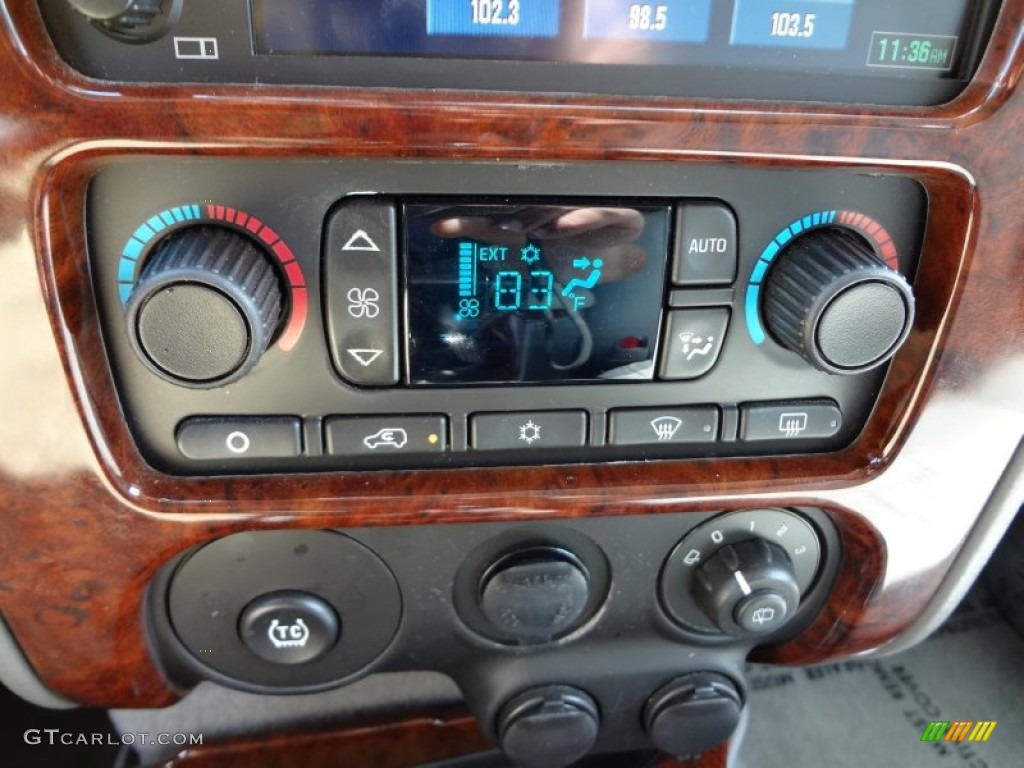 102.3
98.5
103.5
11:36AM
EXT
83
F
AUTO
TC
0 1 2 3
GTCARLOT.COM